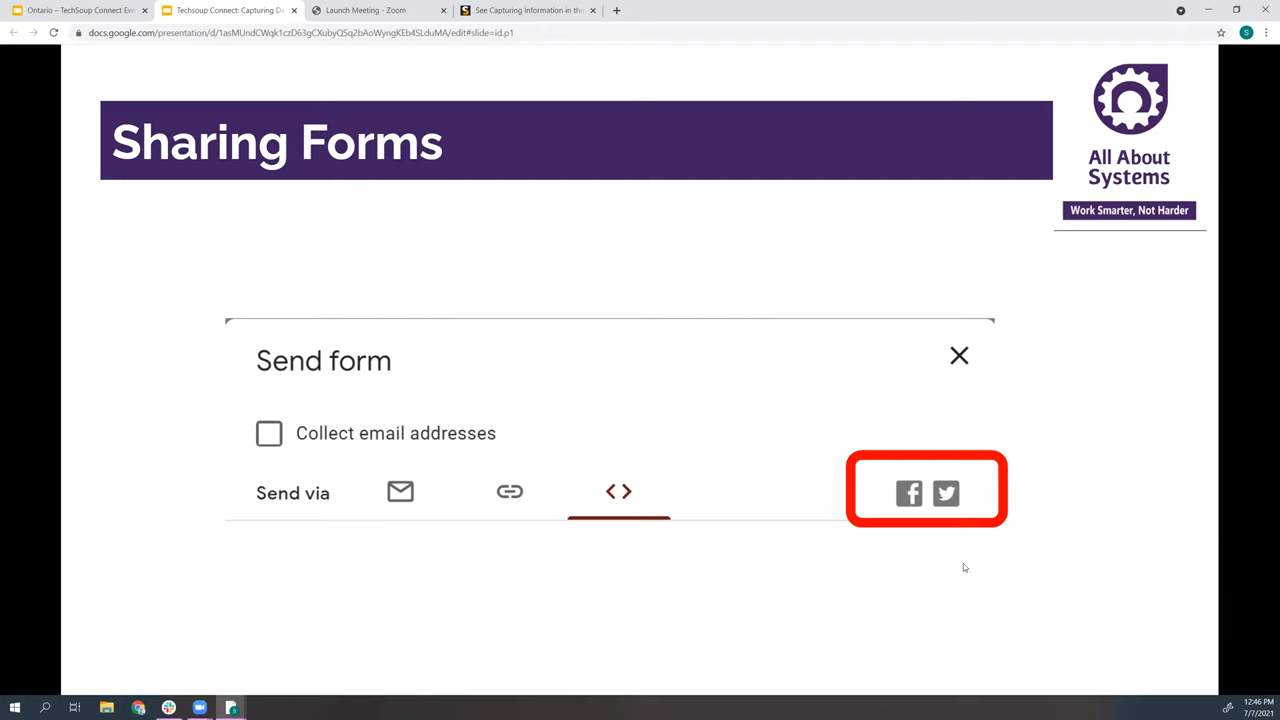 Ontario – TechSoup Connect Eve
Techsoup Connect: Capturing Da
Launch Meeting - Zoom
See Capturing Information in the
docs.google.com/presentation/d/1asMUndCWqk1czD63gCXubyQSq2bAoWyngKEb4SLduMA/edit#slide=id.p1
S
Sharing Forms
All About
Systems
Work Smarter, Not Harder
Send form
Collect email addresses
Send via
12:46 PM
7/7/2021